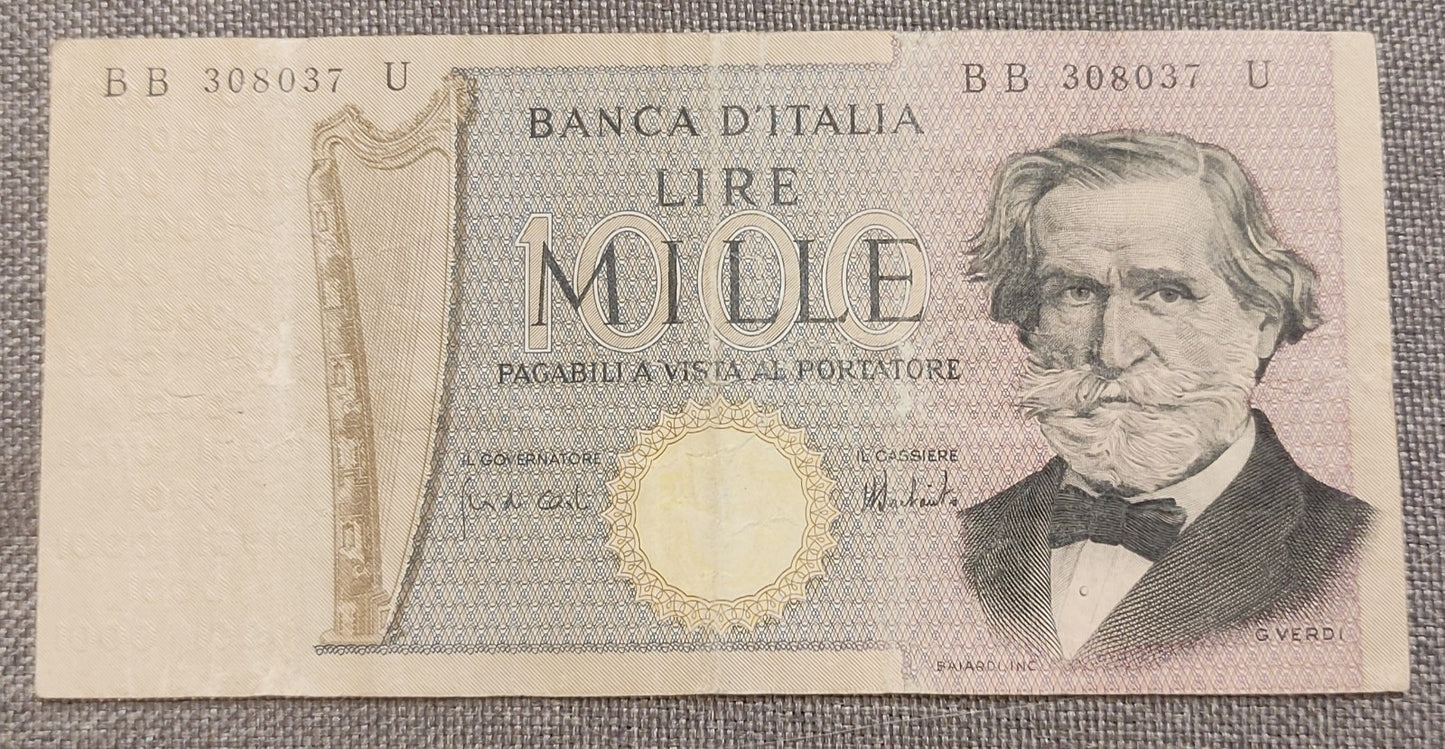 BB 308037 U
BB 308037 U
BANCA D'ITALIA
LIRE
1000
MILLE
PAGABILI A VISTA AL PORTATORE
IL GOVERNATORE
IL CASSIERE
G. VERDI
BAIARDI INC.